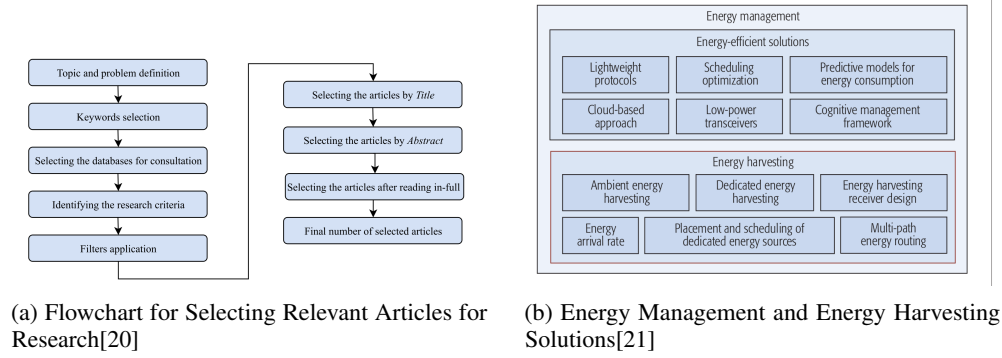 Topic and problem definition
Keywords selection
Selecting the databases for consultation
Identifying the research criteria
Filters application
Selecting the articles by Title
Selecting the articles by Abstract
Selecting the articles after reading in-full
Final number of selected articles
(a) Flowchart for Selecting Relevant Articles for
Research[20]
Energy management
Energy-efficient solutions
Lightweight
protocols
Scheduling
optimization
Predictive models for
energy consumption
Cloud-based
approach
Low-power
transceivers
Cognitive management
framework
Energy harvesting
Ambient energy
harvesting
Dedicated energy
harvesting
Energy harvesting
receiver design
Energy
arrival rate
Placement and scheduling
of dedicated energy sources
Multi-path
energy routing
(b) Energy Management and Energy Harvesting
Solutions[21]